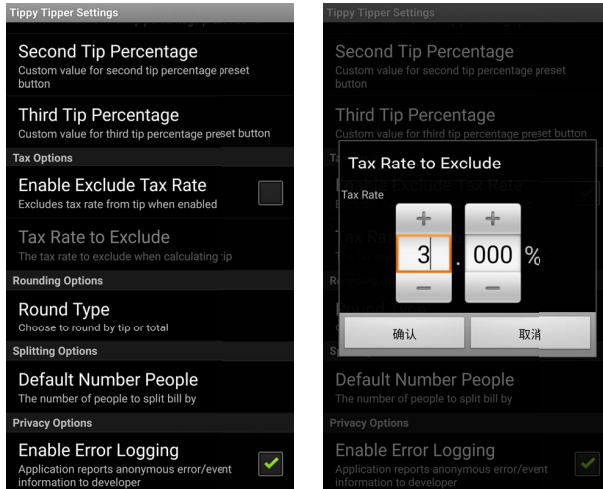 Tippy Tipper Settings
Second Tip Percentage
Custom value for second tip percentage preset
button
Third Tip Percentage
Custom value for third tip percentage preset button
Tax Options
Enable Exclude Tax Rate
Excludes tax rate from tip when enabled
Tax Rate to Exclude
The tax rate to exclude when calculating tip
Rounding Options
Round Type
Choose to round by tip or total
Splitting Options
Default Number People
The number of people to split bill by
Privacy Options
Enable Error Logging
Application reports anonymous error/event
information to developer
Tippy Tipper Settings
Second Tip Percentage
Custom value for second tip percentage preset
button
Third Tip Percentage
Custom value for third tip percentage preset button
Tax Rate to Exclude
Tax Rate
+ +
3 . 000 %
− −
确认 取消
Default Number People
The number of people to split bill by
Privacy Options
Enable Error Logging
Application reports anonymous error/event
information to developer